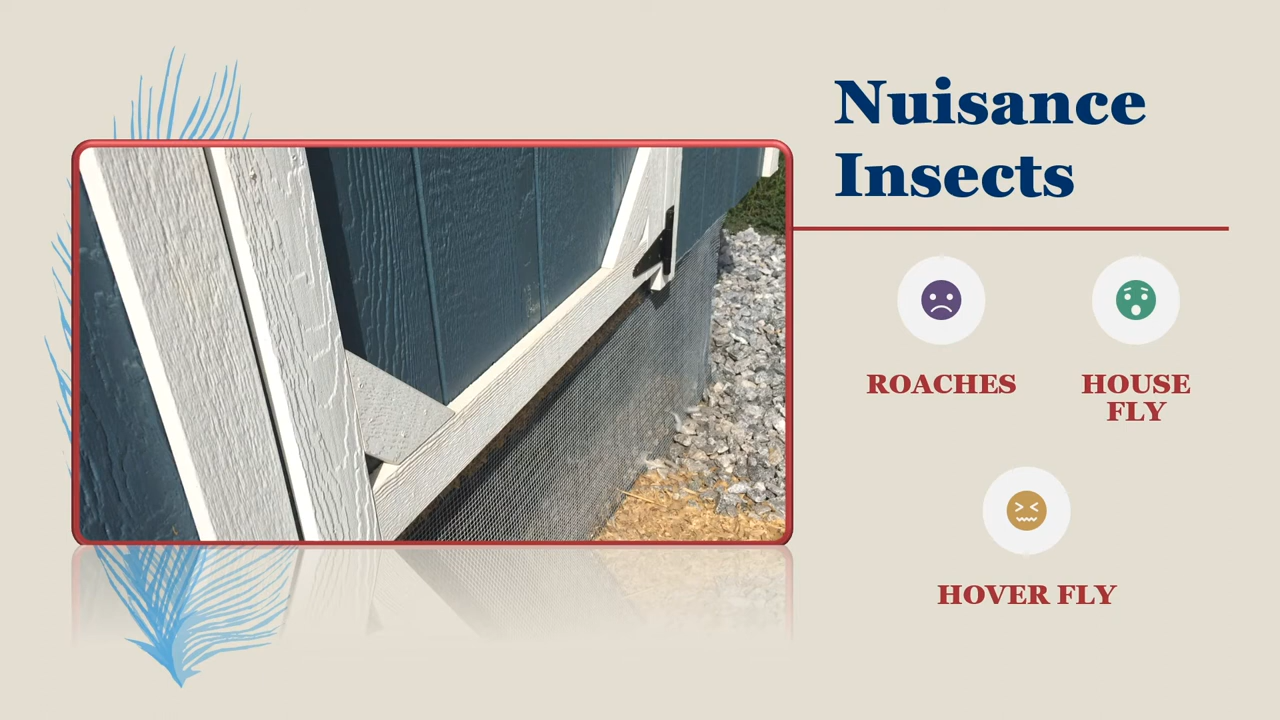 Nuisance
Insects
ROACHES
HOUSE
FLY
HOVER FLY